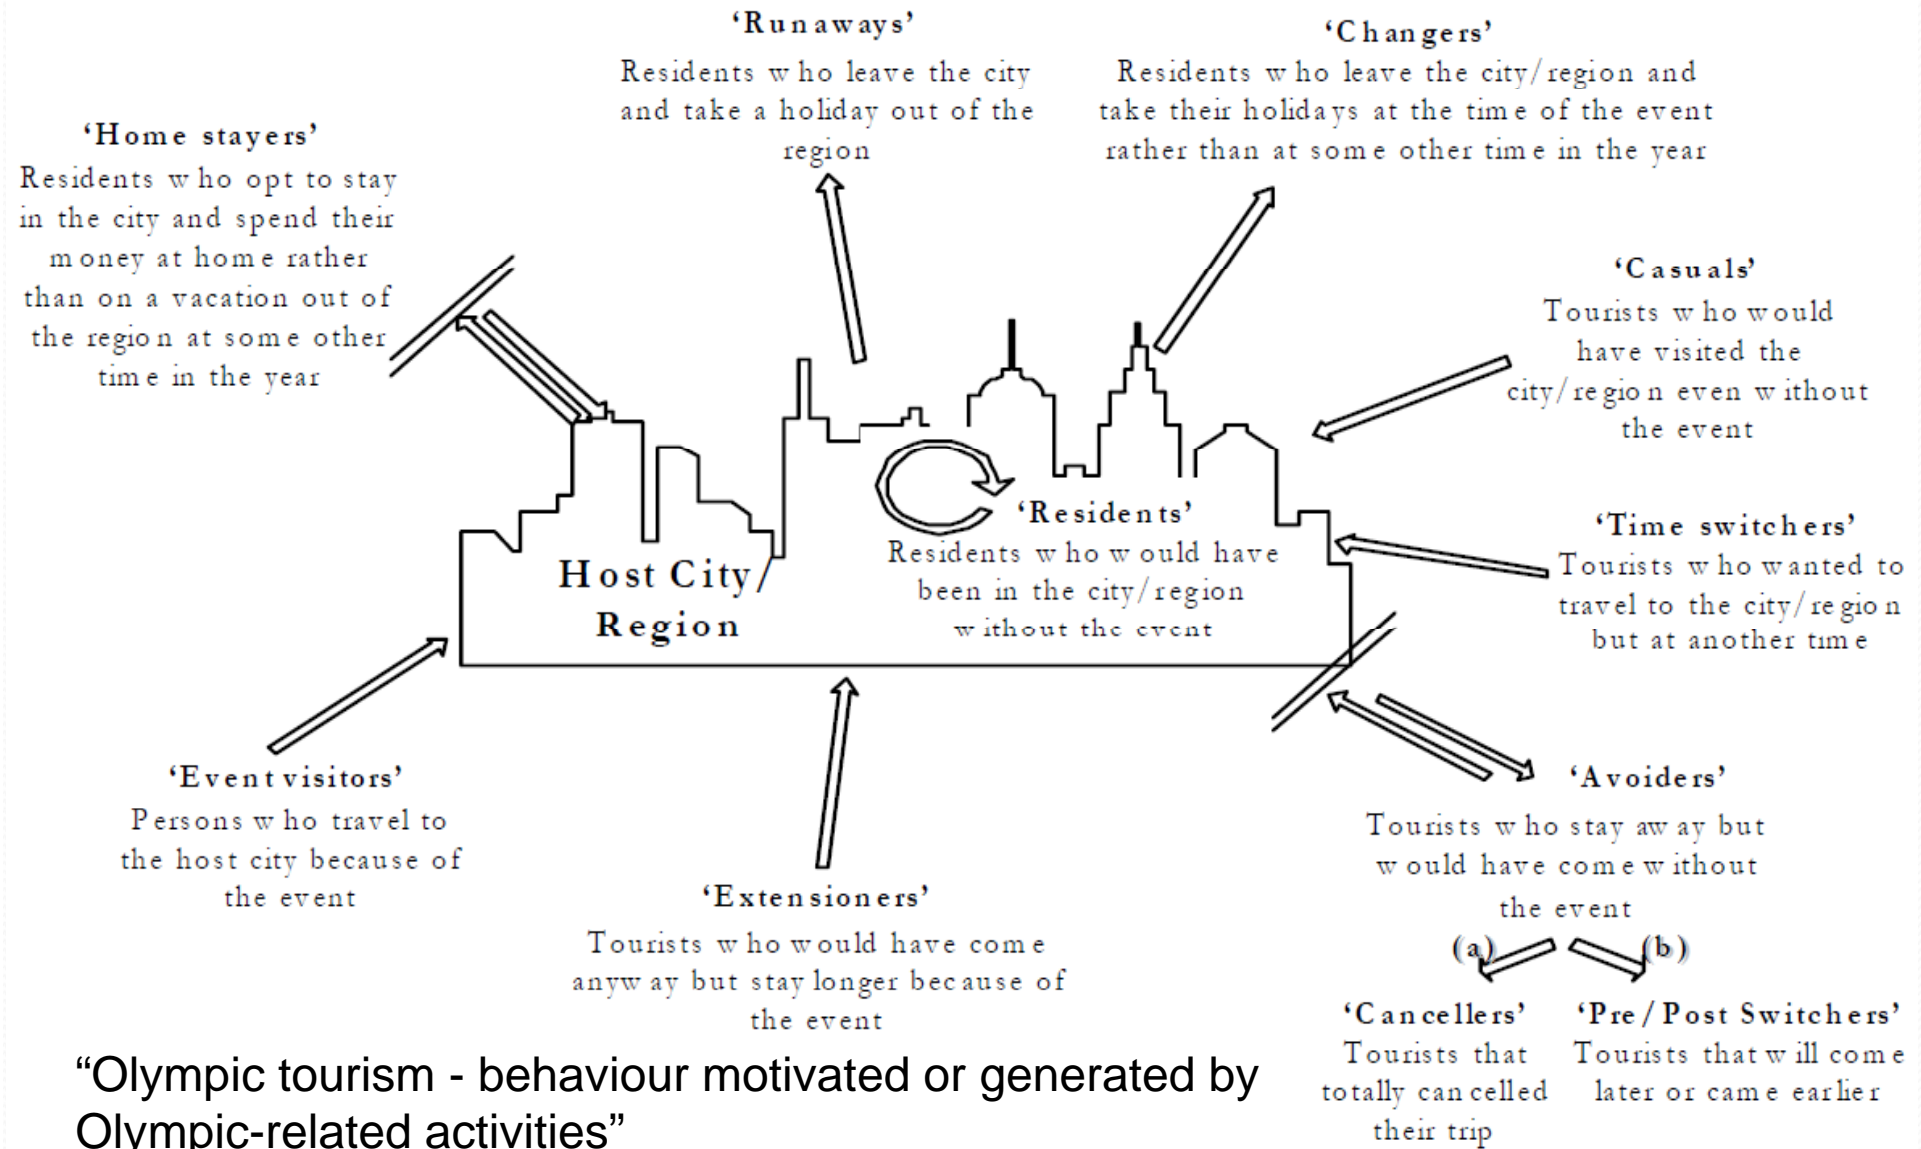 ‘Runaways’
Residents who leave the city
and take a holiday out of the
region
‘Changers’
Residents who leave the city/region and
take their holidays at the time of the event
rather than at some other time in the year
‘Home stayers’
Residents who opt to stay
in the city and spend their
money at home rather
than on a vacation out of
the region at some other
time in the year
‘Casuals’
Tourists who would
have visited the
city/region even without
the event
‘Residents’
Residents who would have
been in the city/region
without the event
Host City/
Region
‘Time switchers’
Tourists who wanted to
travel to the city/region
but at another time
‘Event visitors’
Persons who travel to
the host city because of
the event
‘Extensioners’
Tourists who would have come
anyway but stay longer because of
the event
‘Avoiders’
Tourists who stay away but
would have come without
the event
(a)
(b)
‘Cancellers’
Tourists that
totally cancelled
their trip
‘Pre/Post Switchers’
Tourists that will come
later or came earlier
“Olympic tourism - behaviour motivated or generated by
Olympic-related activities”